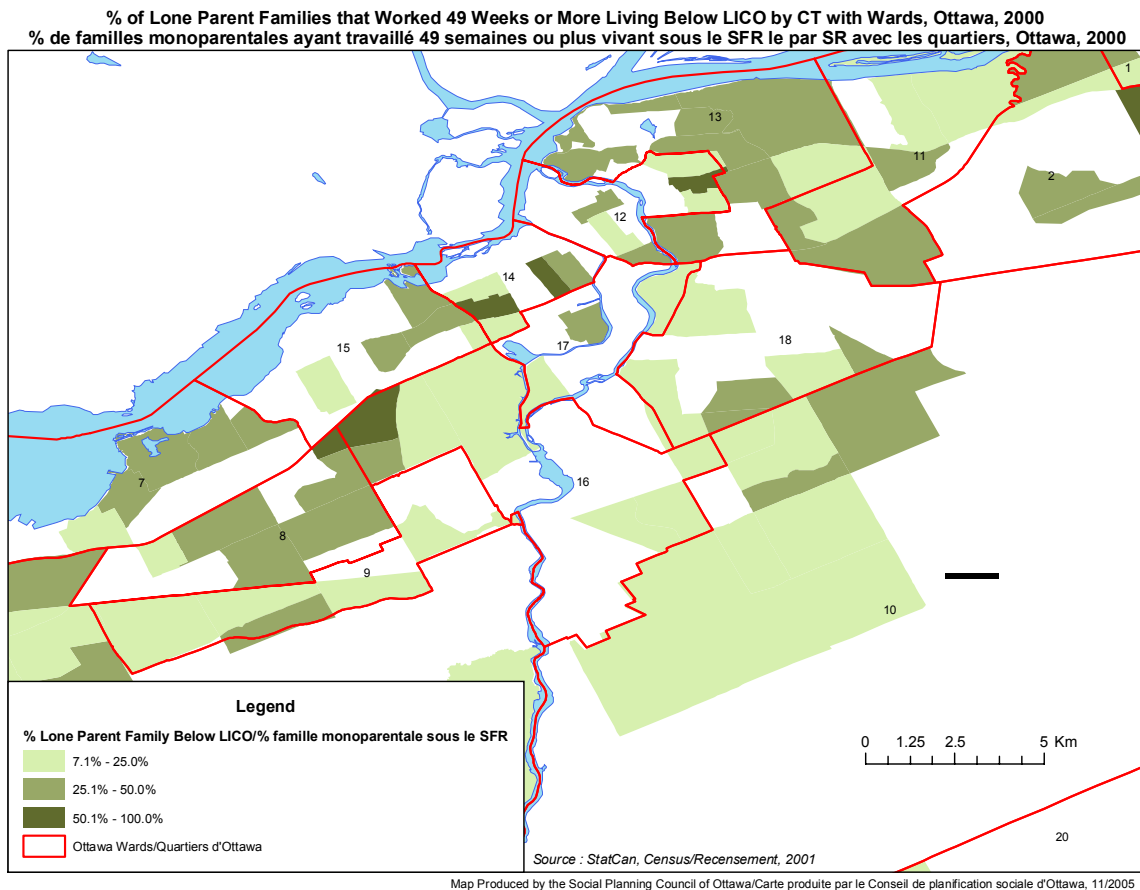 % of Lone Parent Families that Worked 49 Weeks or More Living Below LICO by CT with Wards, Ottawa, 2000
% de familles monoparentales ayant travaillé 49 semaines ou plus vivant sous le SFR le par SR avec les quartiers, Ottawa, 2000
1
13
11
2
12
14
18
15
17
7
16
8
9
10
Legend
% Lone Parent Family Below LICO/% famille monoparentale sous le SFR
7.1% - 25.0%
25.1% - 50.0%
50.1% - 100.0%
Ottawa Wards/Quartiers d'Ottawa
0 1.25 2.5 5 Km
20
Source : StatCan, Census/Recensement, 2001
Map Produced by the Social Planning Council of Ottawa/Carte produite par le Conseil de planification sociale d'Ottawa, 11/2005